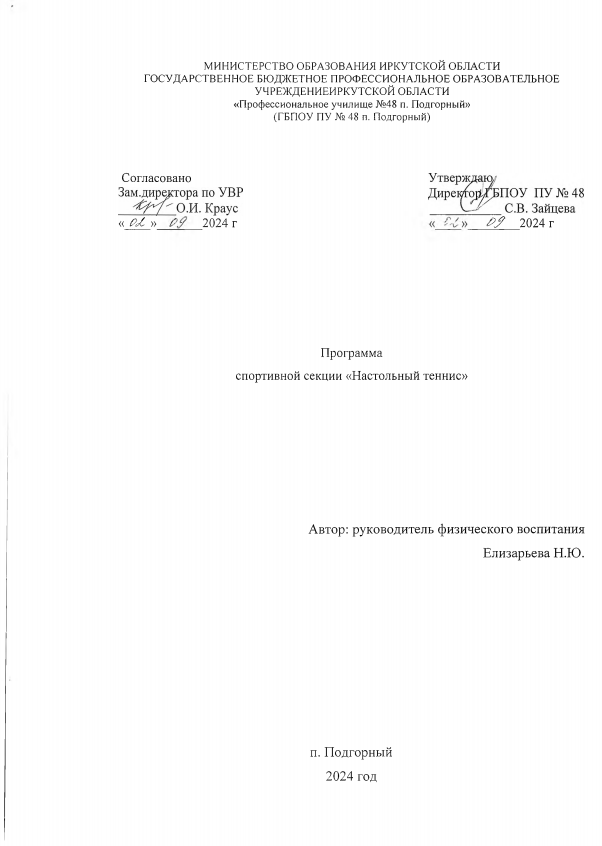 МИНИСТЕРСТВО ОБРАЗОВАНИЯ ИРКУТСКОЙ ОБЛАСТИ
ГОСУДАРСТВЕННОЕ БЮДЖЕТНОЕ ПРОФЕССИОНАЛЬНОЕ ОБРАЗОВАТЕЛЬНОЕ
УЧРЕЖДЕНИЕИРКУТСКОЙ ОБЛАСТИ
«Профессиональное училище №48 п. Подгорный»
(ГБПОУ ПУ № 48 п. Подгорный)
Согласовано Утверждаю
Зам.директора по УВР Директор ГБПОУ ПУ № 48
О.И. Краус С.В. Зайцева
«02» 09 2024 г «02» 09 2024 г
Программа
спортивной секции «Настольный теннис»
Автор: руководитель физического воспитания
Елизарьева Н.Ю.
п. Подгорный
2024 год